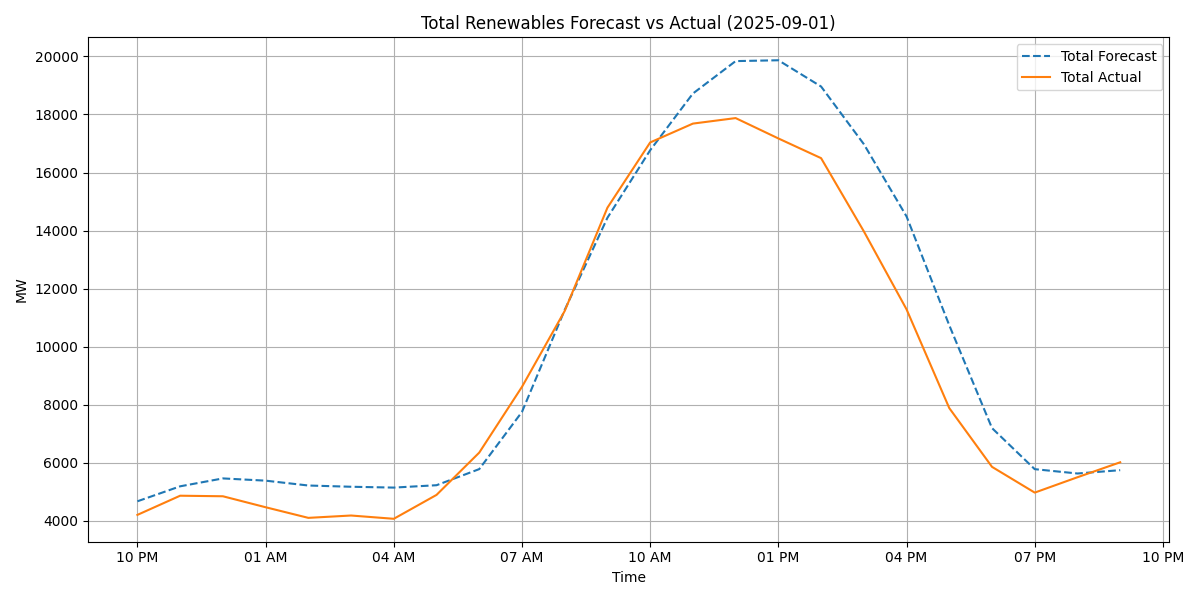 Total Renewables Forecast vs Actual (2025-09-01)
Total Forecast
Total Actual
MW
20000
18000
16000
14000
12000
10000
8000
6000
4000
10 PM
01 AM
04 AM
07 AM
10 AM
01 PM
04 PM
07 PM
10 PM
Time